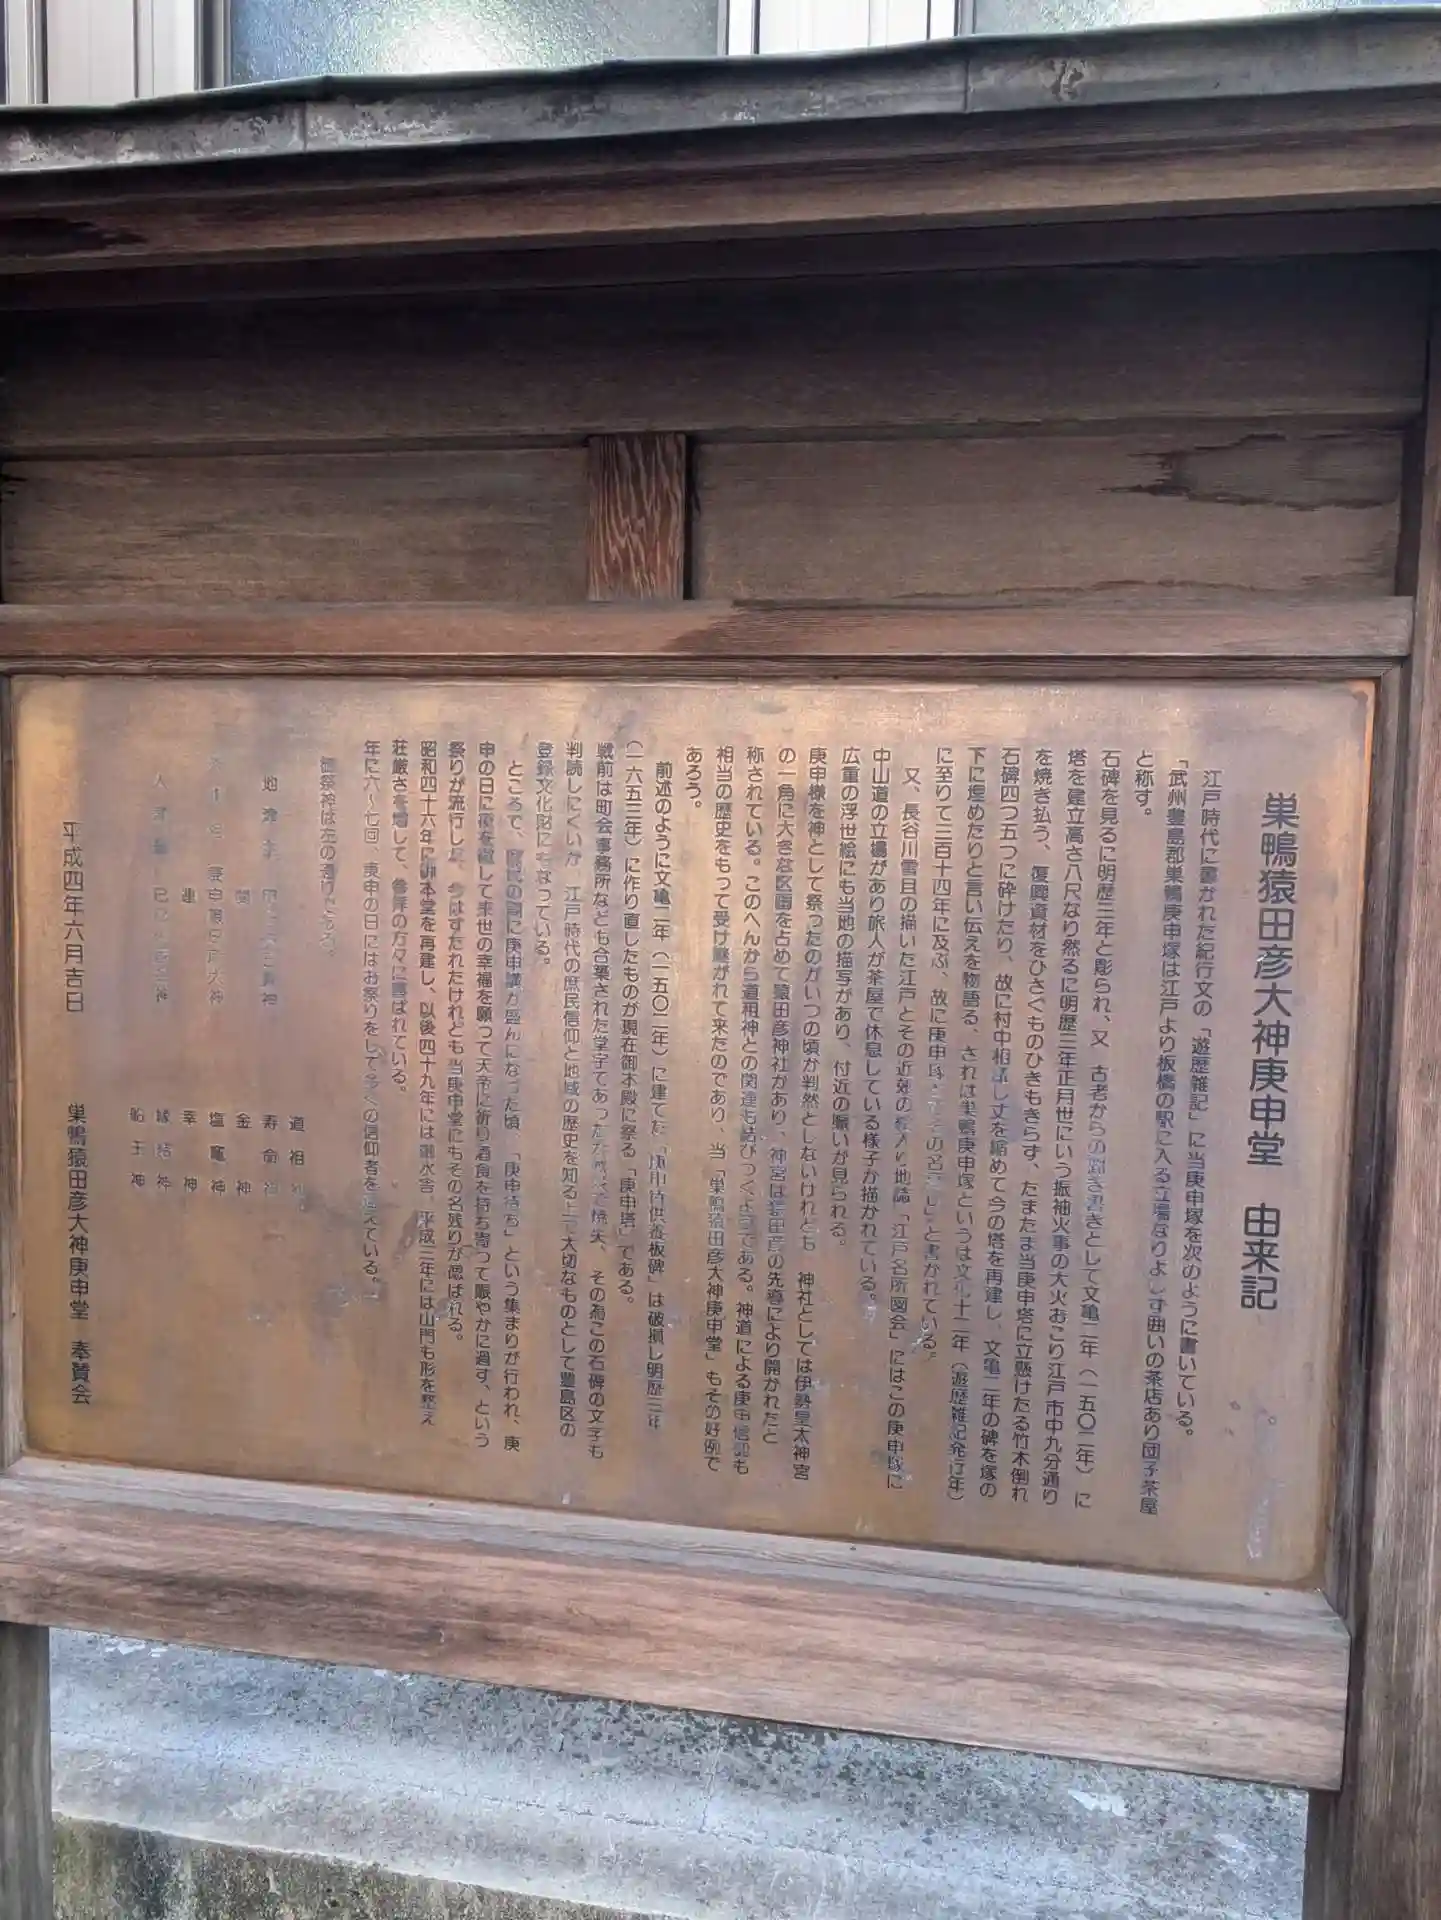 巣鴨猿田彦大神庚申堂　由来記
江戸時代に書かれた紀行文の「遊歴雑記」に当庚申塚を次のように書いている。
「武州豊島郡巣鴨庚申塚は江戸より板橋の駅に入る立場なりよしず囲いの茶店あり団子茶屋
と称す。
石碑を見るに明歴三年と彫られ、又　古老からの聞き書きとして文亀二年（一五〇二年）に
塔を建立高さ八尺なり然るに明歴三年正月世にいう振袖火事の大火おこり江戸市中九分通り
を焼き払う、復興資材をひさぐものひきもきらず、たまたま当庚申塔に立懸けたる竹木倒れ
石碑四つ五つに砕けたり、故に村中相談し丈を縮めて今の塔を再建し、文亀二年の碑を塚の
下に埋めたりと言い伝えを物語る、されは巣鴨庚申塚というは文化十二年（遊歴雑記発行年）
に至りて三百十四年に及ぶ、故に庚申塚とてその名高し」と書かれている。
又、長谷川雪旦の描いた江戸とその近郊の絵入り地誌「江戸名所図会」にはこの庚申塚に
中山道の立場があり旅人が茶屋で休息している様子が描かれている。
広重の浮世絵にも当地の描写があり、付近の賑いが見られる。
庚申様を神として祭ったのがいつの頃か判然としないけれども　神社としては伊勢皇太神宮
の一角に大きな区画を占めて猿田彦神社があり、神宮は猿田彦の先導により開かれたと
称されている。このへんから道祖神との関連も結びつくようである。神道による庚申信仰も
相当の歴史をもって受け継がれて来たのであり、当「巣鴨猿田彦大神庚申堂」もその好例で
あろう。
前述のように文亀二年（一五〇二年）に建てた「庚申待供養板碑」は破損し明歴三年
（一六五三年）に作り直したものが現在御本殿に祭る「庚申塔」である。
戦前は町会事務所なども合築された堂宇であったが戦災で焼失、その為この石碑の文字も
判読しにくいが　江戸時代の庶民信仰と地域の歴史を知る上で大切なものとして豊島区の
登録文化財にもなっている。
ところで、庶民の間に庚申講が盛んになった頃、「庚申待ち」という集まりが行われ、庚
申の日に夜を徹して来世の幸福を願って天帝に祈り酒食を持ち寄って賑やかに過す、という
祭りが流行した。今はすたれたけれども当庚申堂にもその名残りが偲ばれる。
昭和四十六年に御本堂を再建し、以後四十九年には御水舎、平成三年には山門も形を整え
荘厳さを増して、参拝の方々に喜ばれている。
年に六〜七回、庚申の日にはお祭りをして多くの信仰者を迎えている。
御祭神は左の通りである。
道祖神
寿命神
金神
塩竃神
幸神
縁結神
船玉神
平成四年六月吉日
巣鴨猿田彦大神庚申堂　奉賛会